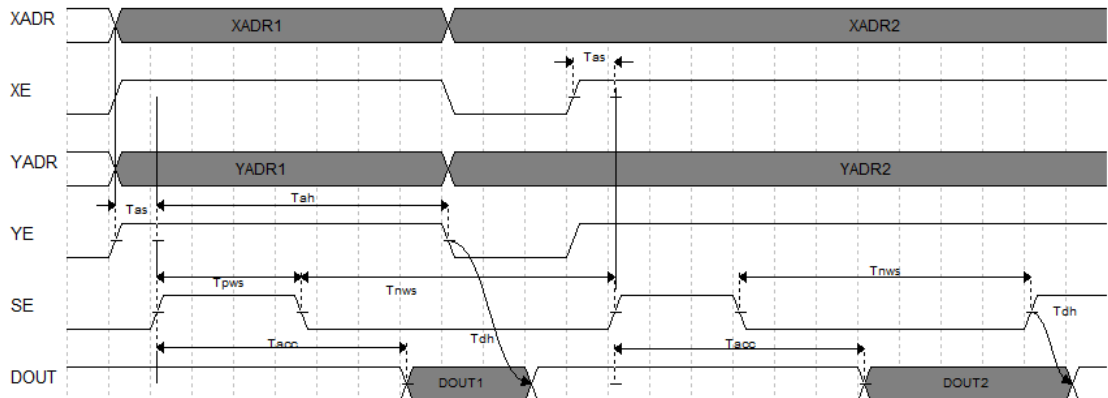 XADR XADR1 XADR2
Tas
XE
YADR YADR1 YADR2
Tas Tah
YE
Tpws Tnws Tnws
SE
Tacc Tdh Tacc Tdh
DOUT DOUT1 DOUT2